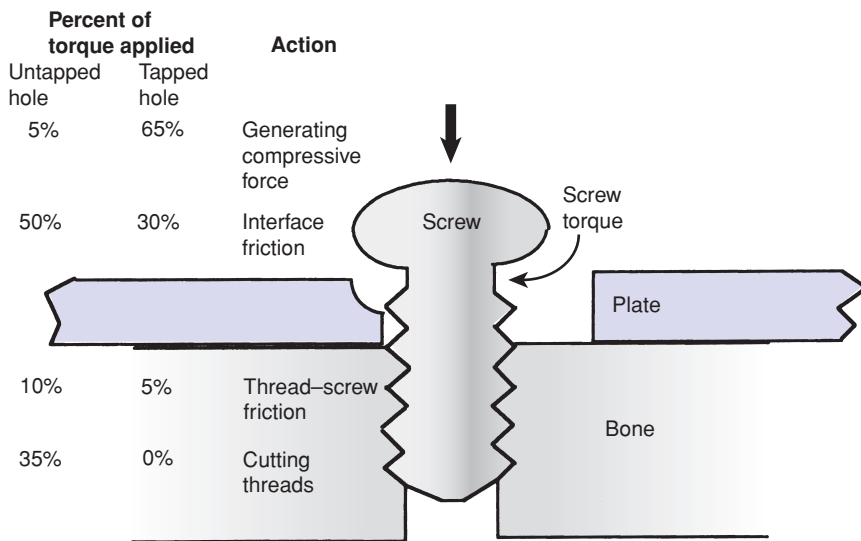 Percent of
torque applied
Action
Untapped
hole
Tapped
hole
5%
65%
Generating
compressive
force
50%
30%
Interface
friction
Screw
Screw
torque
Plate
10%
5%
Thread–screw
friction
Bone
35%
0%
Cutting
threads